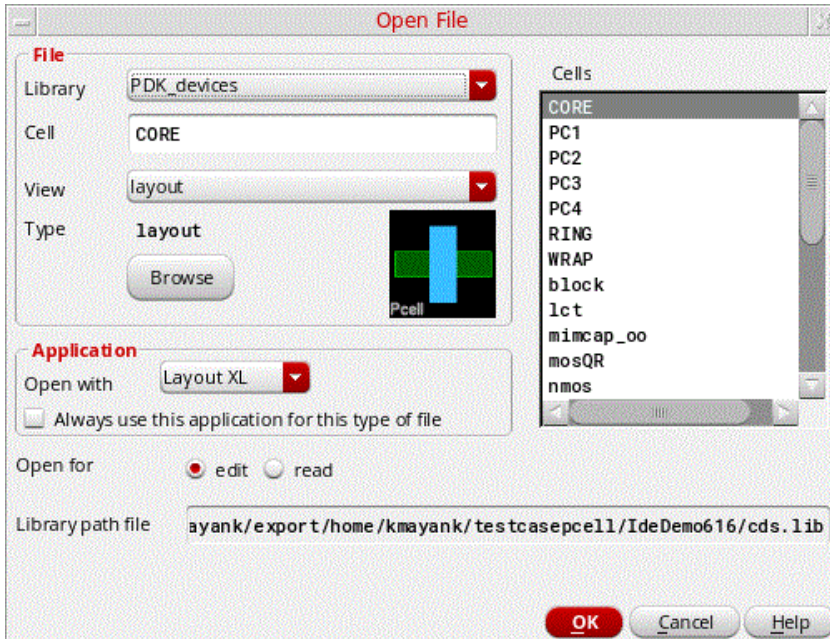 Open File
File
Library PDK_devices
Cell CORE
View layout
Type layout
Browse
Pcell
Application
Open with Layout XL
Always use this application for this type of file
Open for edit read
Library path file ayank/export/home/kmayank/testcasepcell/IdeDemo616/cds.lib
Cells
CORE
PC1
PC2
PC3
PC4
RING
WRAP
block
lct
mimcap_oo
mosQR
nmos
OK Cancel Help